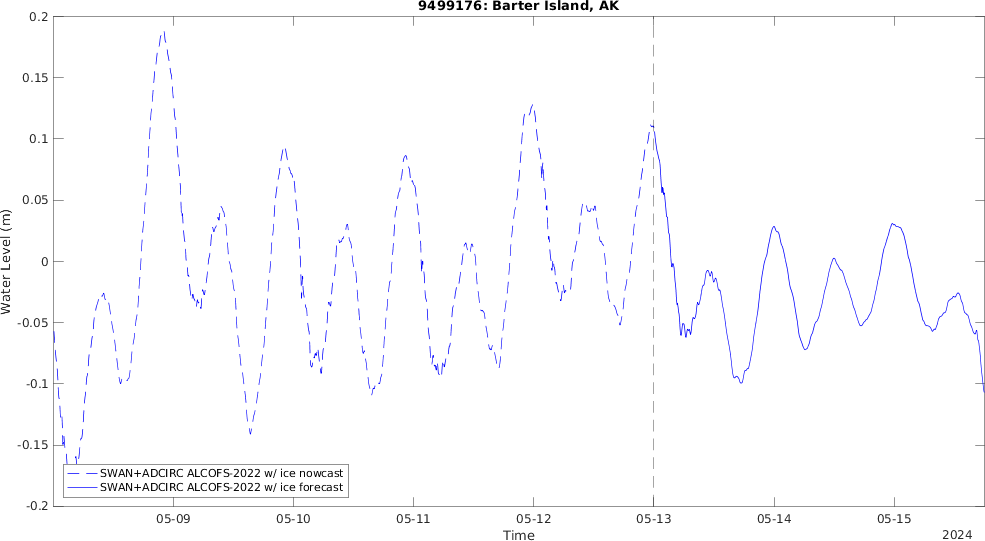 9499176: Barter Island, AK
0.2
0.15
0.1
0.05
0
-0.05
-0.1
-0.15
-0.2
Water Level (m)
SWAN+ADCIRC ALCOFS-2022 w/ ice nowcast
SWAN+ADCIRC ALCOFS-2022 w/ ice forecast
05-09 05-10 05-11 05-12 05-13 05-14 05-15
Time
2024